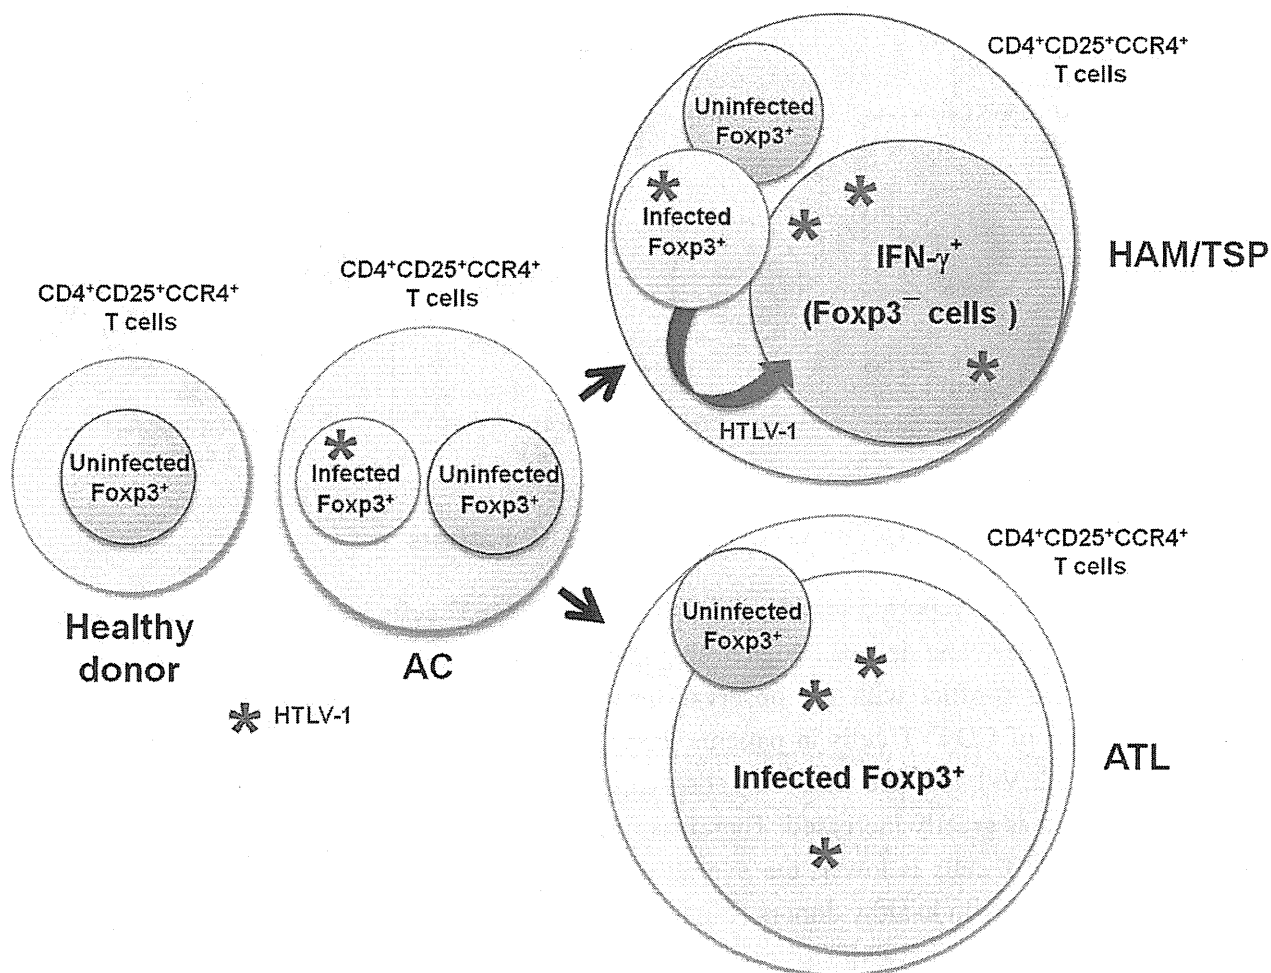 CD4⁺CD25⁺CCR4⁺
T cells
Uninfected
Foxp3⁺
Healthy
donor
CD4⁺CD25⁺CCR4⁺
T cells
Infected
Foxp3⁺
Uninfected
Foxp3⁺
AC
* HTLV-1
CD4⁺CD25⁺CCR4⁺
T cells
Uninfected
Foxp3⁺
Infected
Foxp3⁺
IFN-γ⁺
(Foxp3⁻ cells )
HTLV-1
HAM/TSP
CD4⁺CD25⁺CCR4⁺
T cells
Uninfected
Foxp3⁺
Infected Foxp3⁺
ATL